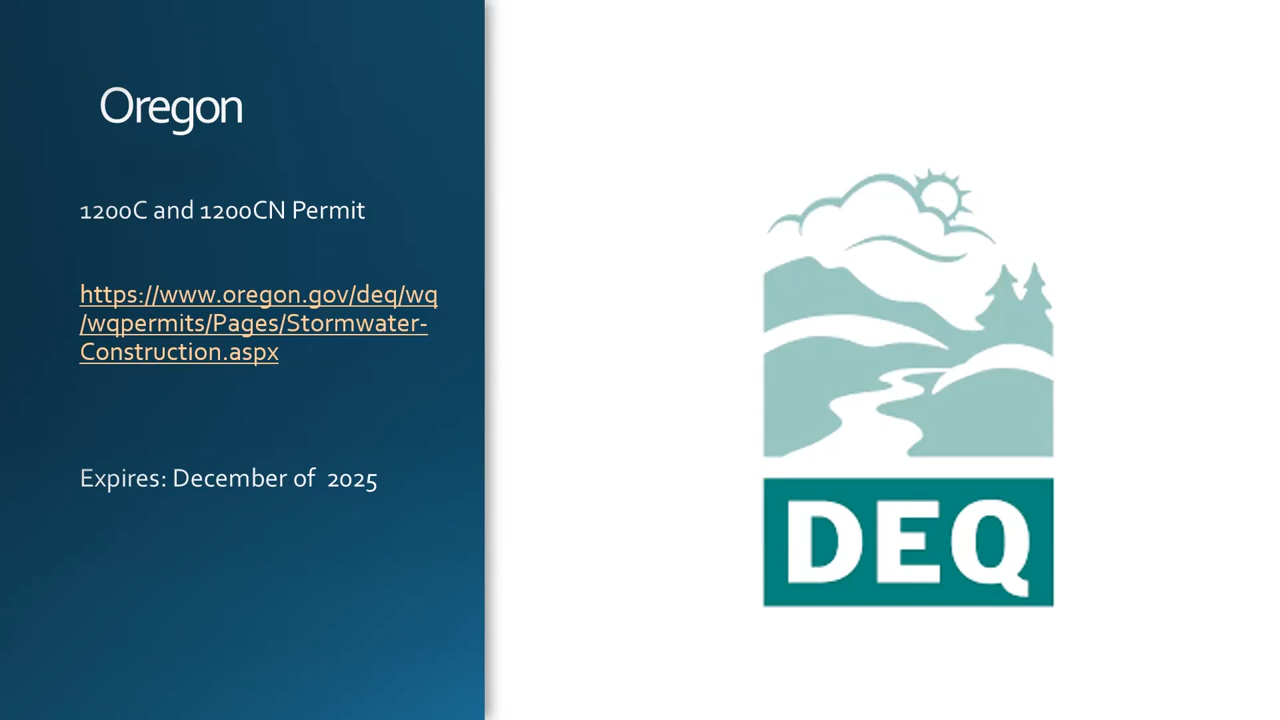 Oregon
1200C and 1200CN Permit
https://www.oregon.gov/deq/wq
/wqpermits/Pages/Stormwater-
Construction.aspx
Expires: December of  2025
DEQ